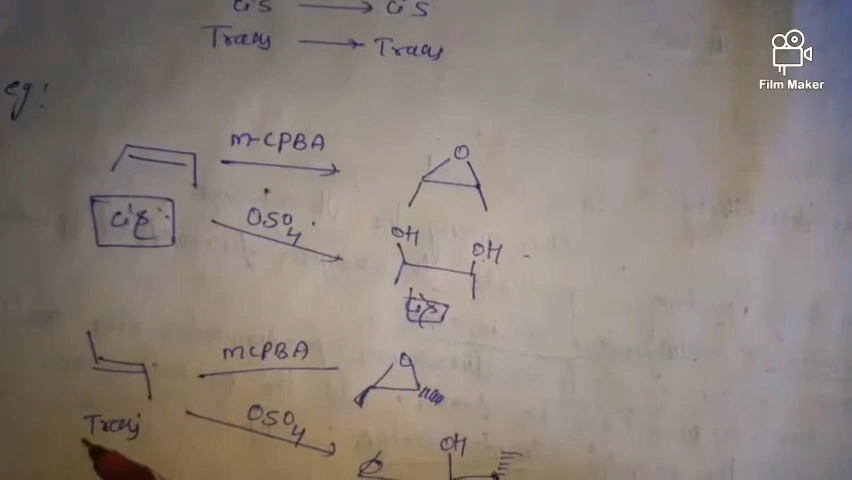 cis → cis
Trans → Trans
Film Maker
eg:
m-CPBA
O
cis
OSO4
OH
OH
cis
mCPBA
O
Trans
OSO4
OH